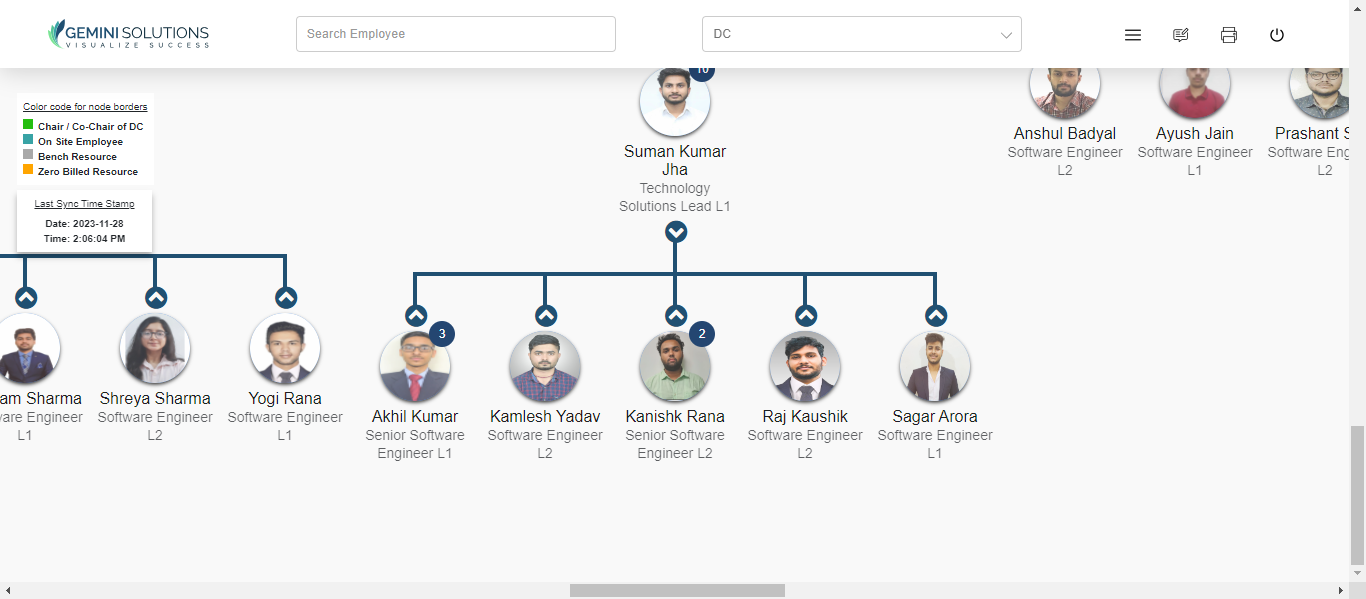 GEMINI SOLUTIONS
VISUALIZE SUCCESS
Search Employee
DC
Color code for node borders
Chair / Co-Chair of DC
On Site Employee
Bench Resource
Zero Billed Resource
Last Sync Time Stamp
Date: 2023-11-28
Time: 2:06:04 PM
10
Suman Kumar
Jha
Technology
Solutions Lead L1
Anshul Badyal
Software Engineer
L2
Ayush Jain
Software Engineer
L1
Prashant S
Software Eng
L2
am Sharma
ware Engineer
L1
Shreya Sharma
Software Engineer
L2
Yogi Rana
Software Engineer
L1
3
Akhil Kumar
Senior Software
Engineer L1
Kamlesh Yadav
Software Engineer
L2
2
Kanishk Rana
Senior Software
Engineer L2
Raj Kaushik
Software Engineer
L2
Sagar Arora
Software Engineer
L1